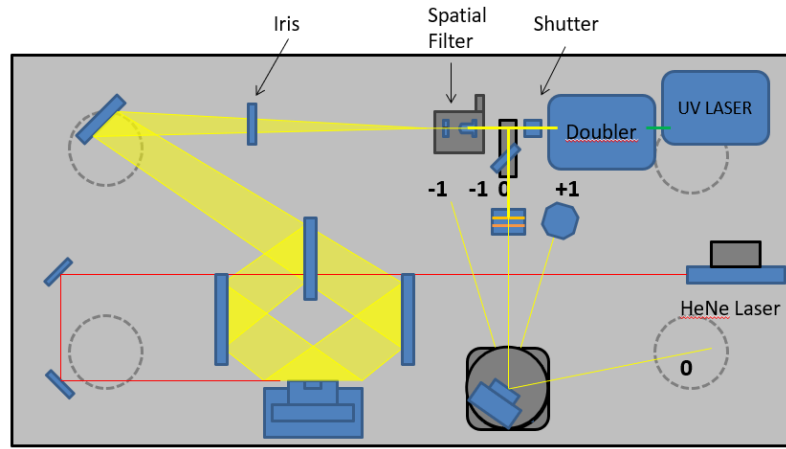 Iris
Spatial
Filter
Shutter
Doubler
UV LASER
-1 -1 0 +1
HeNe Laser
0